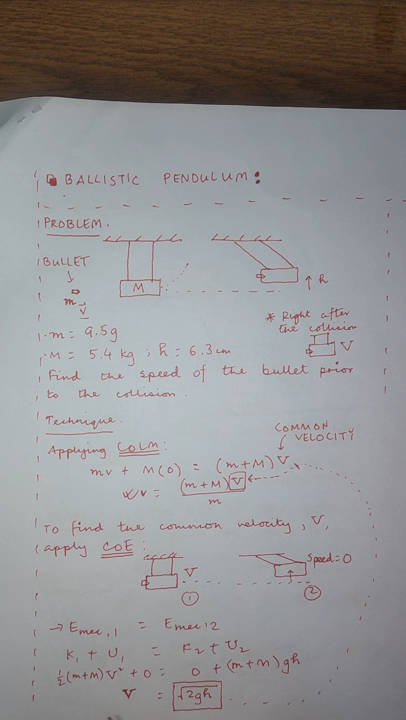 BALLISTIC PENDULUM:
PROBLEM.
BULLET
m
v
M
h
* Right after
the collision
V
· m = 9.5g
· M = 5.4 kg ; h = 6.3 cm
Find the speed of the bullet prior
to the collision.
Technique.
COMMON
VELOCITY
Applying COLM:
mv + M(0) = (m+M) V
v = (m+M) V
m
To find the common velocity, V,
apply COE:
V
Speed=0
1
2
→ Emec,1 = Emec,2
K1 + U1 = K2 + U2
½(m+M)V² + 0 = 0 + (m+M)gh
V = √2gh